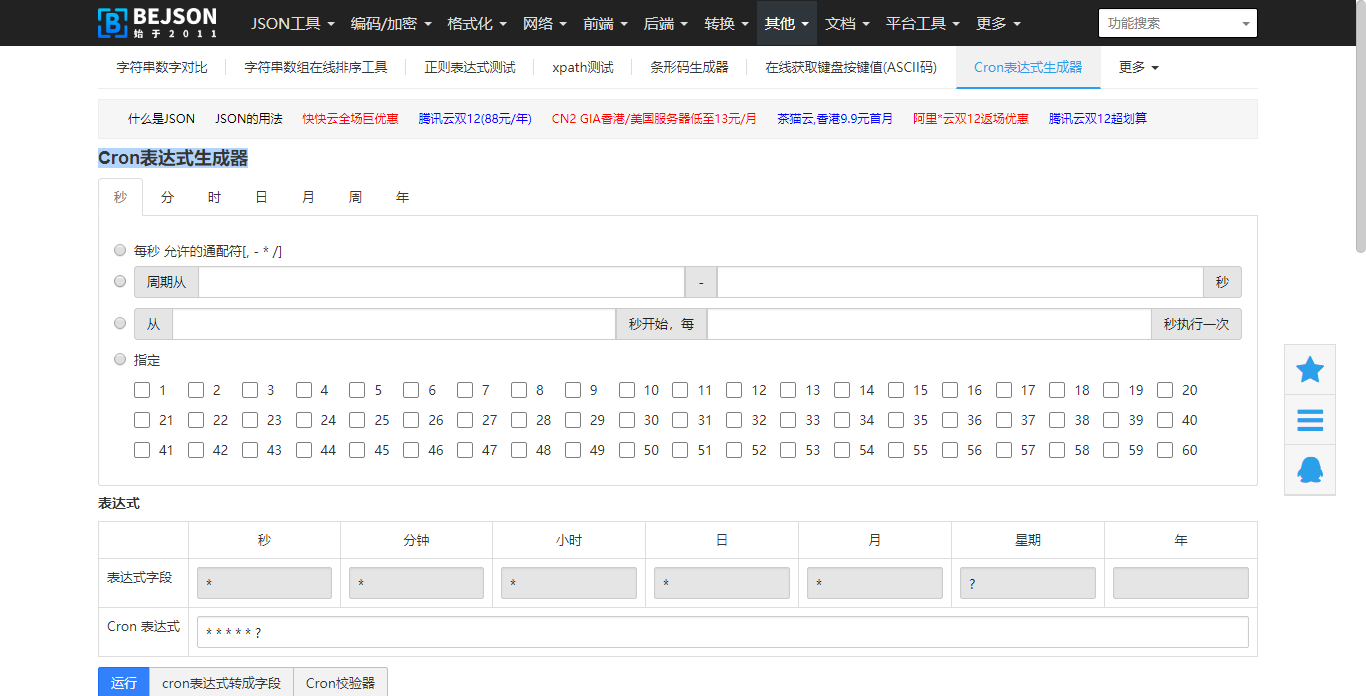 BEJSON
始于2011
JSON工具 编码/加密 格式化 网络 前端 后端 转换 其他 文档 平台工具 更多 功能搜索
字符串数字对比 字符串数组在线排序工具 正则表达式测试 xpath测试 条形码生成器 在线获取键盘按键值(ASCII码) Cron表达式生成器 更多
什么是JSON JSON的用法 快快云全场巨优惠 腾讯云双12(88元/年) CN2 GIA香港/美国服务器低至13元/月 茶猫云,香港9.9元首月 阿里*云双12返场优惠 腾讯云双12超划算
Cron表达式生成器
秒 分 时 日 月 周 年
每秒 允许的通配符[, - * /]
周期从 - 秒
从 秒开始，每 秒执行一次
指定
1 2 3 4 5 6 7 8 9 10 11 12 13 14 15 16 17 18 19 20
21 22 23 24 25 26 27 28 29 30 31 32 33 34 35 36 37 38 39 40
41 42 43 44 45 46 47 48 49 50 51 52 53 54 55 56 57 58 59 60
表达式
秒 分钟 小时 日 月 星期 年
表达式字段 * * * * * ?
Cron 表达式 * * * * * ?
运行 cron表达式转成字段 Cron校验器